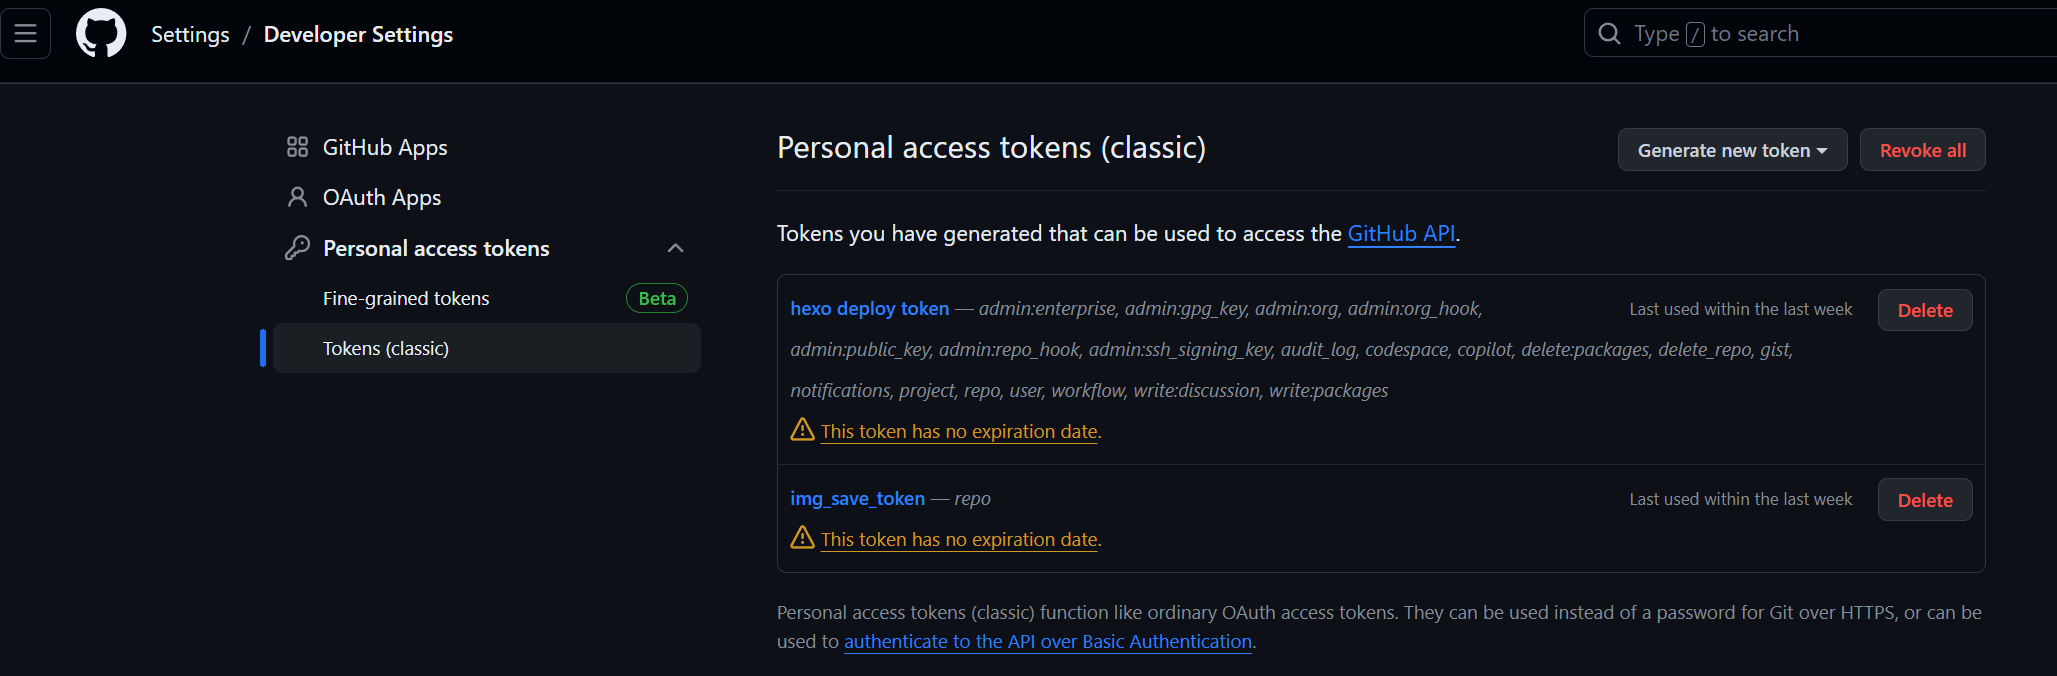 Settings / Developer Settings
Type / to search
GitHub Apps
OAuth Apps
Personal access tokens
Fine-grained tokens Beta
Tokens (classic)
Personal access tokens (classic)
Generate new token
Revoke all
Tokens you have generated that can be used to access the GitHub API.
hexo deploy token — admin:enterprise, admin:gpg_key, admin:org, admin:org_hook,
admin:public_key, admin:repo_hook, admin:ssh_signing_key, audit_log, codespace, copilot, delete:packages, delete_repo, gist,
notifications, project, repo, user, workflow, write:discussion, write:packages
Last used within the last week
Delete
This token has no expiration date.
img_save_token — repo
Last used within the last week
Delete
This token has no expiration date.
Personal access tokens (classic) function like ordinary OAuth access tokens. They can be used instead of a password for Git over HTTPS, or can be
used to authenticate to the API over Basic Authentication.